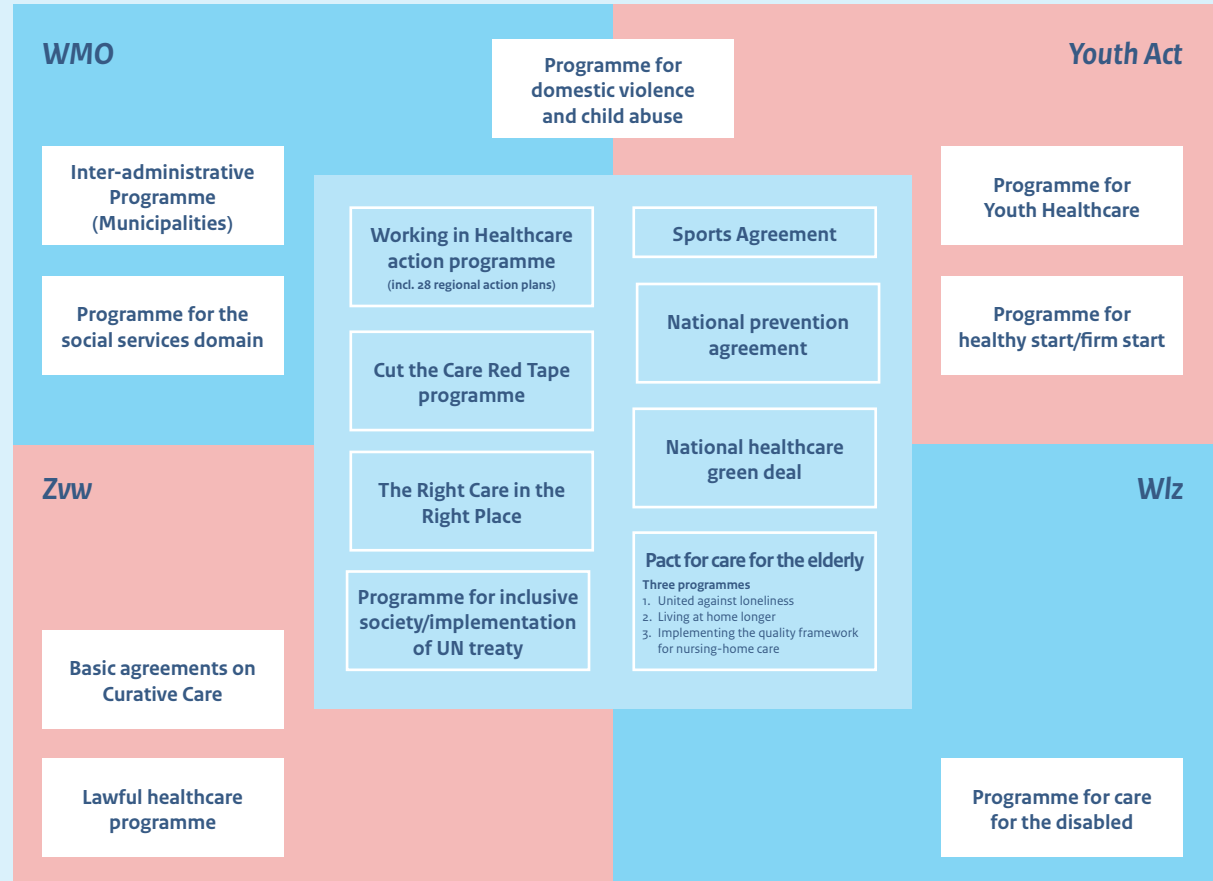 WMO
Youth Act
Programme for
domestic violence
and child abuse
Inter-administrative
Programme
(Municipalities)
Programme for the
social services domain
Programme for
Youth Healthcare
Programme for
healthy start/firm start
Working in Healthcare
action programme
(incl. 28 regional action plans)
Cut the Care Red Tape
programme
The Right Care in the
Right Place
Programme for inclusive
society/implementation
of UN treaty
Sports Agreement
National prevention
agreement
National healthcare
green deal
Pact for care for the elderly
Three programmes
1. United against loneliness
2. Living at home longer
3. Implementing the quality framework
for nursing-home care
Zvw
Basic agreements on
Curative Care
Lawful healthcare
programme
Wlz
Programme for care
for the disabled